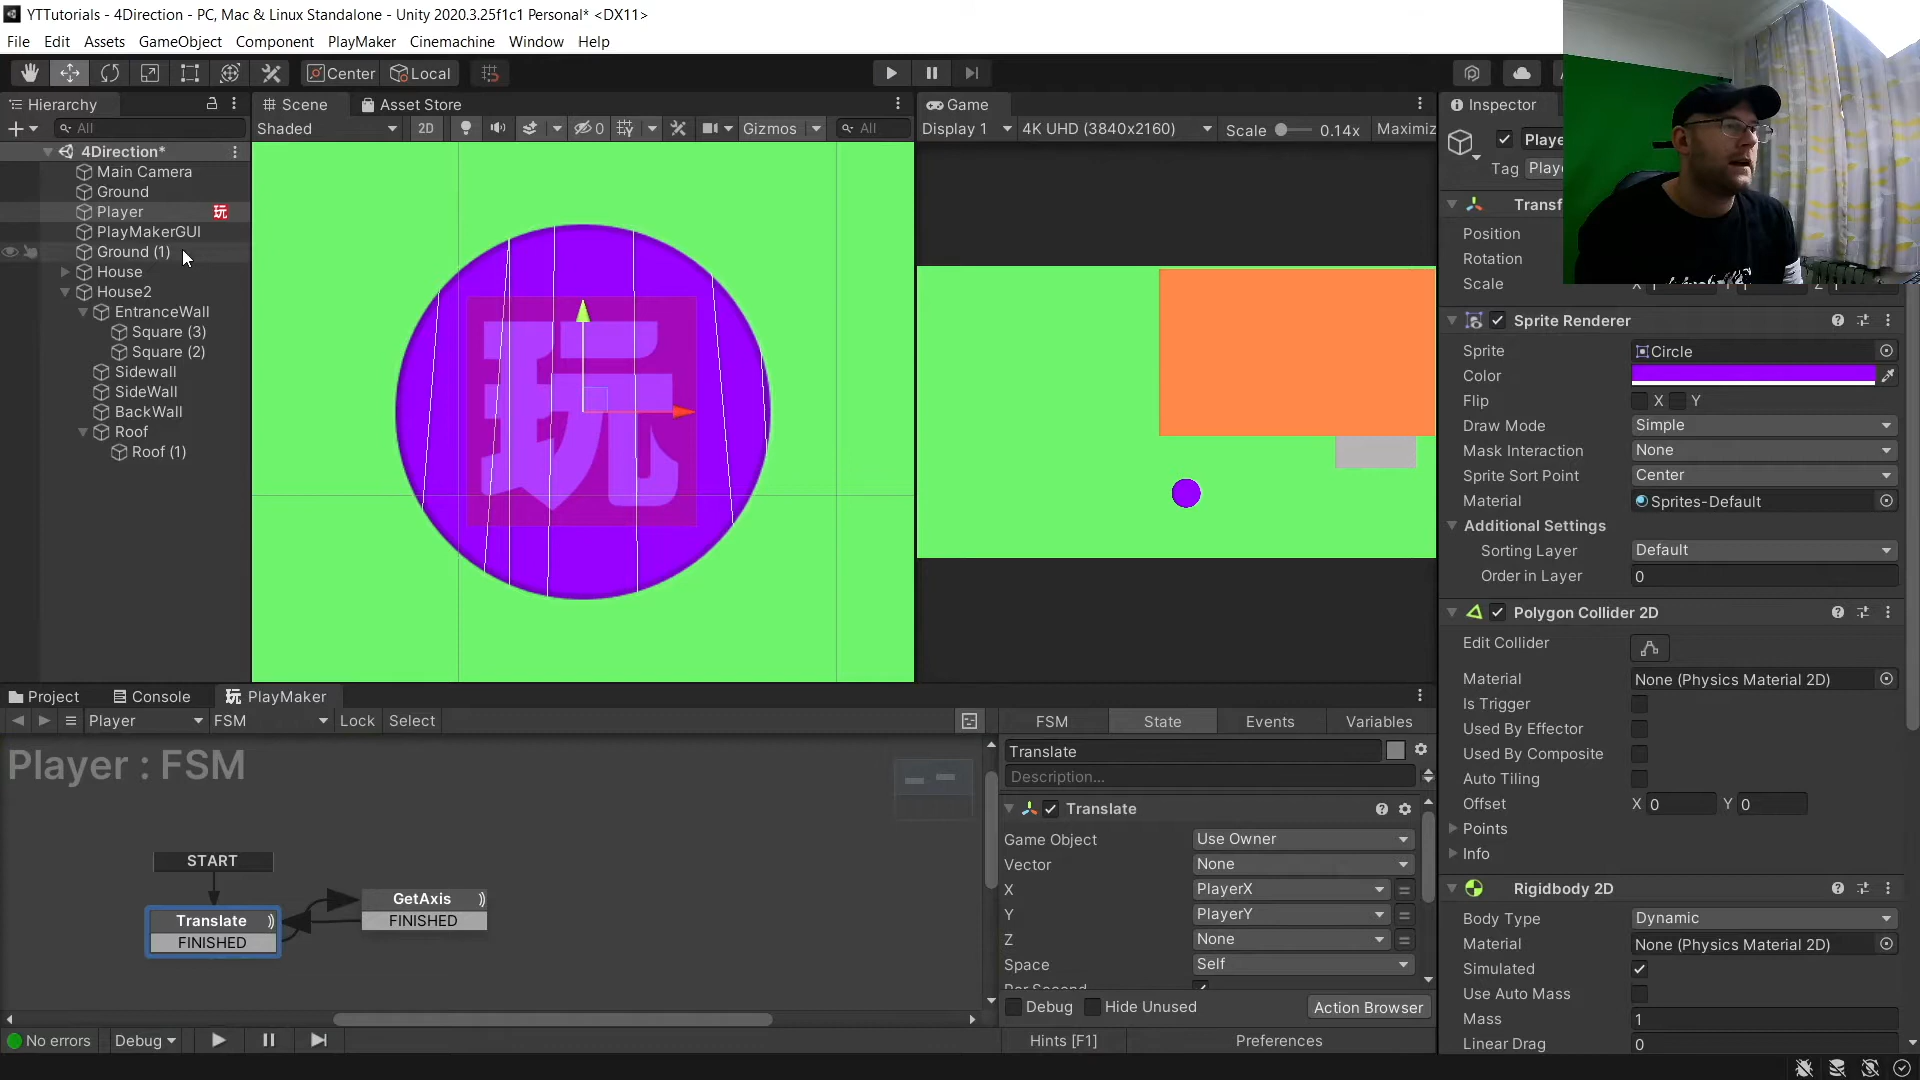 YTTutorials - 4Direction - PC, Mac & Linux Standalone - Unity 2020.3.25f1c1 Personal* <DX11>
File Edit Assets GameObject Component PlayMaker Cinemachine Window Help
Center Local
Hierarchy
Scene
Asset Store
Game
Inspector
All
Shaded
2D
0
Gizmos
All
Display 1
4K UHD (3840x2160)
Scale
0.14x
Maximiz
4Direction*
Main Camera
Ground
Player
玩
PlayMakerGUI
Ground (1)
House
House2
EntranceWall
Square (3)
Square (2)
Sidewall
SideWall
BackWall
Roof
Roof (1)
玩
Playe
Tag Playe
Transf
Position
Rotation
Scale
Sprite Renderer
Sprite Circle
Color
Flip X Y
Draw Mode Simple
Mask Interaction None
Sprite Sort Point Center
Material Sprites-Default
Additional Settings
Sorting Layer Default
Order in Layer 0
Polygon Collider 2D
Edit Collider
Material None (Physics Material 2D)
Is Trigger
Used By Effector
Used By Composite
Auto Tiling
Offset X 0 Y 0
Points
Info
Rigidbody 2D
Body Type Dynamic
Material None (Physics Material 2D)
Simulated
Use Auto Mass
Mass 1
Linear Drag 0
Project
Console
玩 PlayMaker
Player
FSM
Lock
Select
Player : FSM
START
Translate
FINISHED
GetAxis
FINISHED
FSM State Events Variables
Translate
Description...
Translate
Game Object Use Owner
Vector None
X PlayerX =
Y PlayerY =
Z None =
Space Self
Debug
Hide Unused
Action Browser
No errors
Debug
Hints [F1]
Preferences